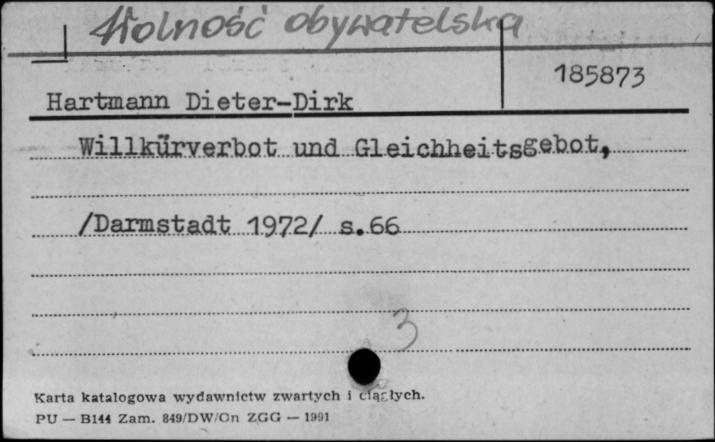 Wolność obywatelska
185873
Hartmann Dieter-Dirk
Willkürverbot und Gleichheitsgebot,
/Darmstadt 1972/ s.66
3
Karta katalogowa wydawnictw zwartych i ciągłych.
PU — B144 Zam. 849/DW/Cn ZGG — 1991